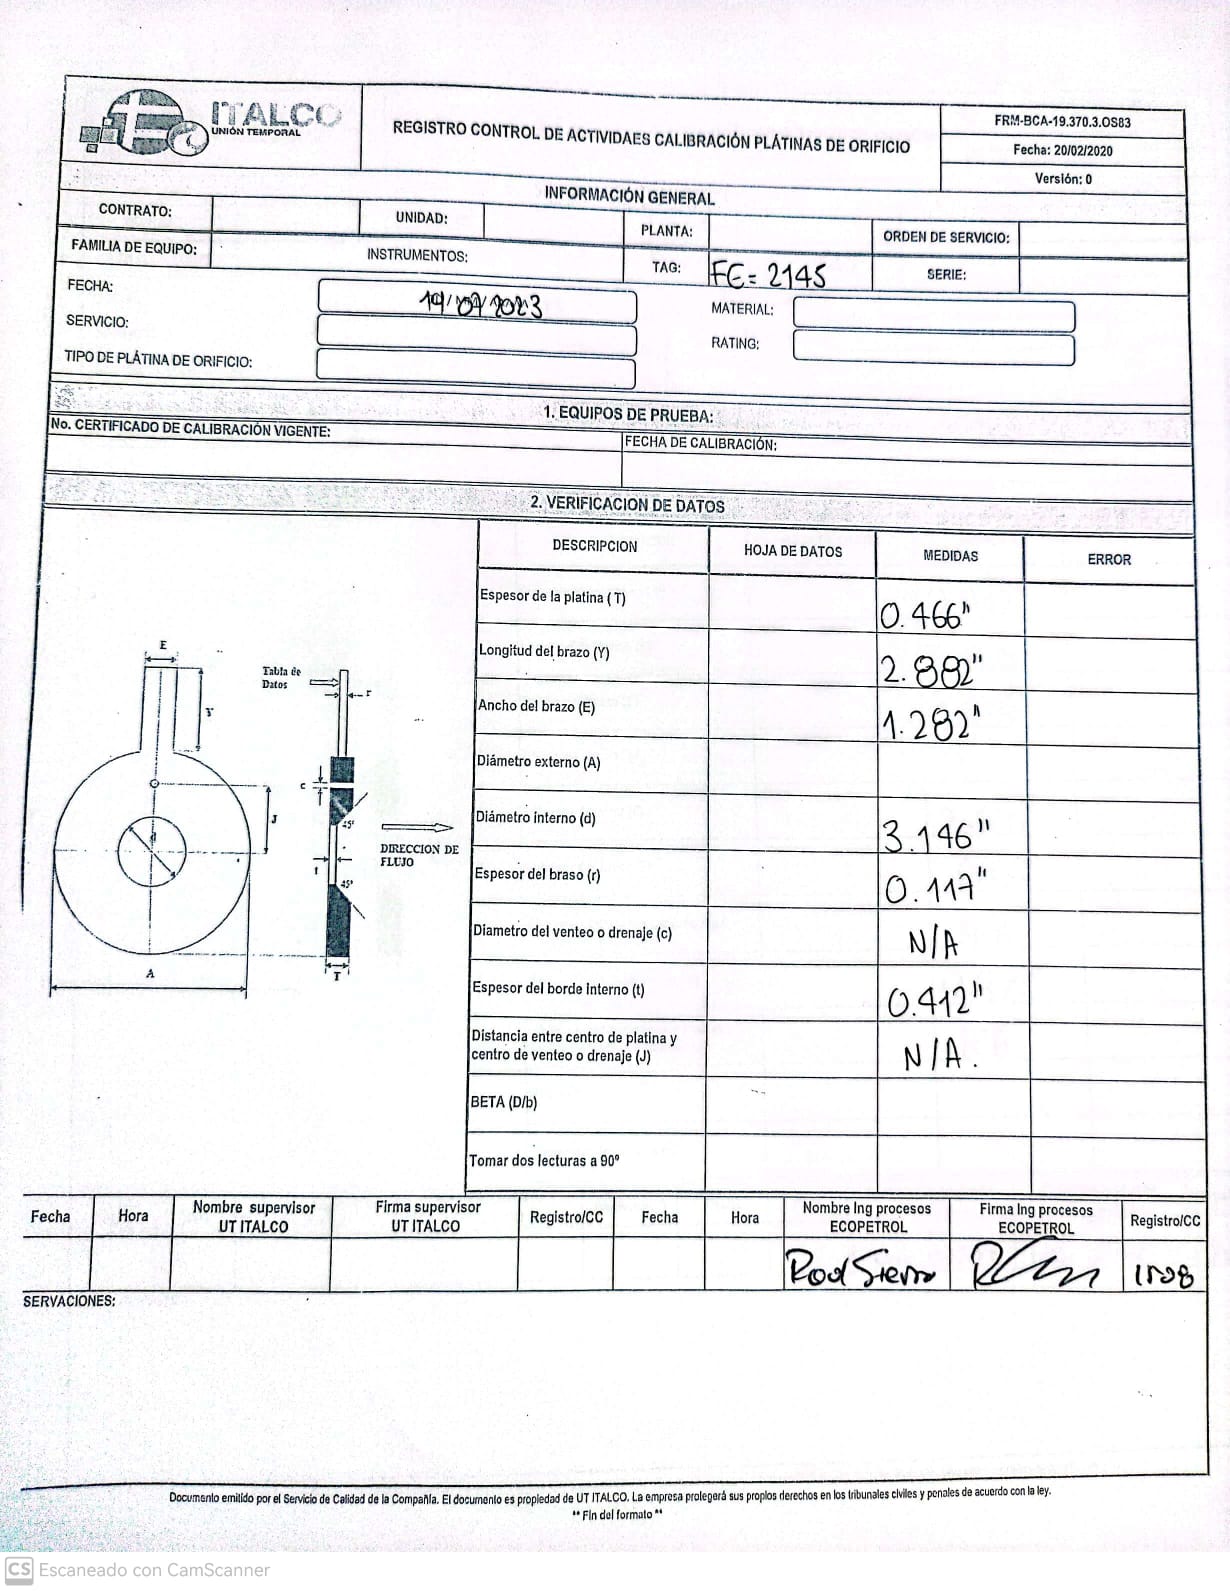 ITALCO
UNIÓN TEMPORAL
REGISTRO CONTROL DE ACTIVIDAES CALIBRACIÓN PLÁTINAS DE ORIFICIO
FRM-BCA-19.370.3.OS83
Fecha: 20/02/2020
Versión: 0
INFORMACIÓN GENERAL
CONTRATO:
UNIDAD:
PLANTA:
ORDEN DE SERVICIO:
FAMILIA DE EQUIPO:
INSTRUMENTOS:
TAG: FE= 2145
SERIE:
FECHA: 19/07/2023
MATERIAL:
SERVICIO:
RATING:
TIPO DE PLÁTINA DE ORIFICIO:
1. EQUIPOS DE PRUEBA:
No. CERTIFICADO DE CALIBRACIÓN VIGENTE:
FECHA DE CALIBRACIÓN:
2. VERIFICACION DE DATOS
DESCRIPCION HOJA DE DATOS MEDIDAS ERROR
Espesor de la platina (T) 0.466"
Longitud del brazo (Y) 2.882"
Ancho del brazo (E) 1.282"
Diámetro externo (A)
Diámetro interno (d) 3.146"
Espesor del braso (r) 0.117"
Diametro del venteo o drenaje (c) N/A
Espesor del borde Interno (t) 0.412"
Distancia entre centro de platina y
centro de venteo o drenaje (J) N/A.
BETA (D/b)
Tomar dos lecturas a 90º
E
Tabla de
Datos
r
Y
c
J
45º
d
DIRECCION DE
FLUJO
t
45º
A
T
Fecha
Hora
Nombre supervisor
UT ITALCO
Firma supervisor
UT ITALCO
Registro/CC
Fecha
Hora
Nombre Ing procesos
ECOPETROL
Firma Ing procesos
ECOPETROL
Registro/CC
Rod Sierra
SERVACIONES:
Documento emitido por el Servicio de Calidad de la Compañía. El documento es propiedad de UT ITALCO. La empresa protegerá sus propios derechos en los tribunales civiles y penales de acuerdo con la ley.
** Fin del formato **
CS Escaneado con CamScanner